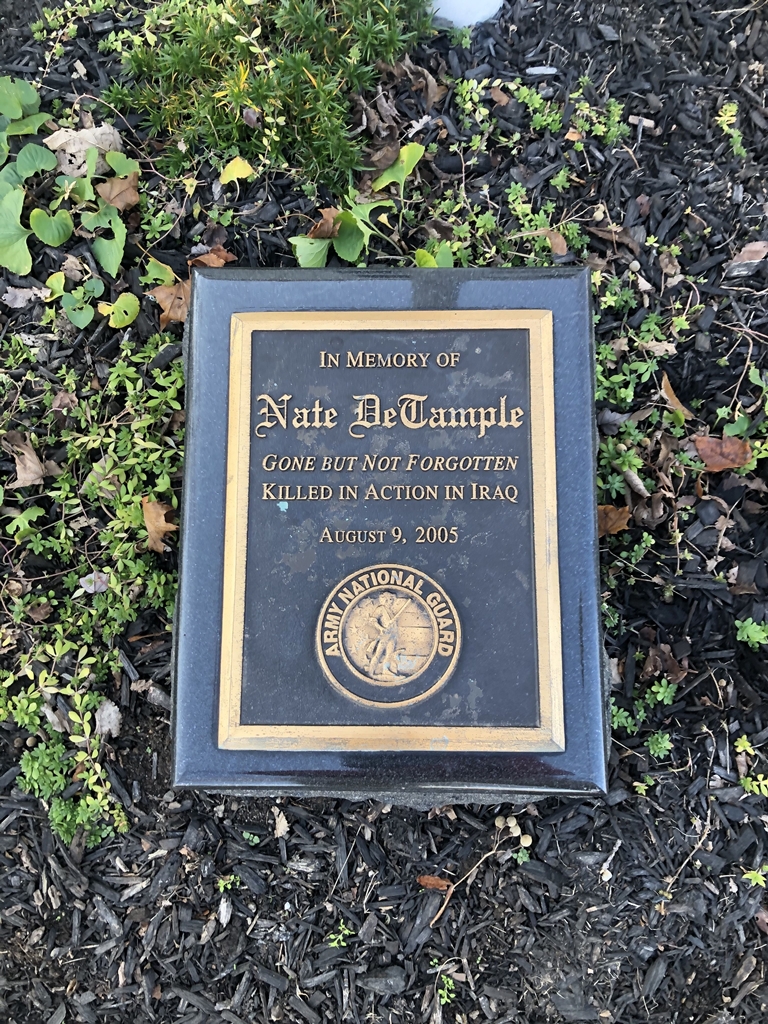 In Memory of
Nate DeTample
Gone but Not Forgotten
Killed in Action in Iraq
August 9, 2005
ARMY NATIONAL GUARD